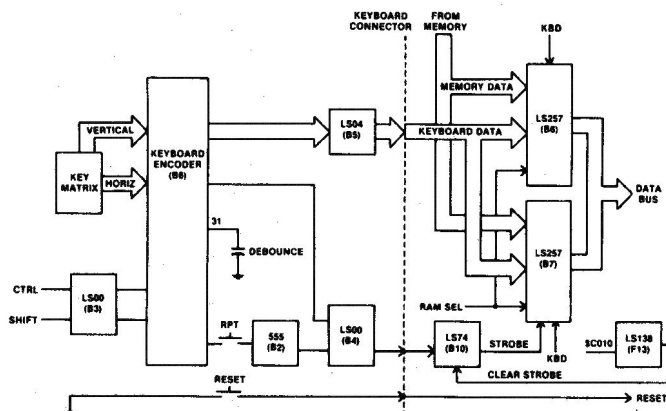 KEYBOARD
CONNECTOR
FROM
MEMORY
KBD
MEMORY DATA
VERTICAL
KEYBOARD
ENCODER
(B6)
LS04
(B5)
KEYBOARD DATA
LS257
(B6)
KEY
MATRIX
HORIZ
DATA
BUS
31
DEBOUNCE
LS257
(B7)
CTRL
SHIFT
LS00
(B3)
RAM SEL
RPT
555
(B2)
LS00
(B4)
LS74
(B10)
STROBE
KBD
SC010
LS138
(F13)
CLEAR STROBE
RESET
RESET